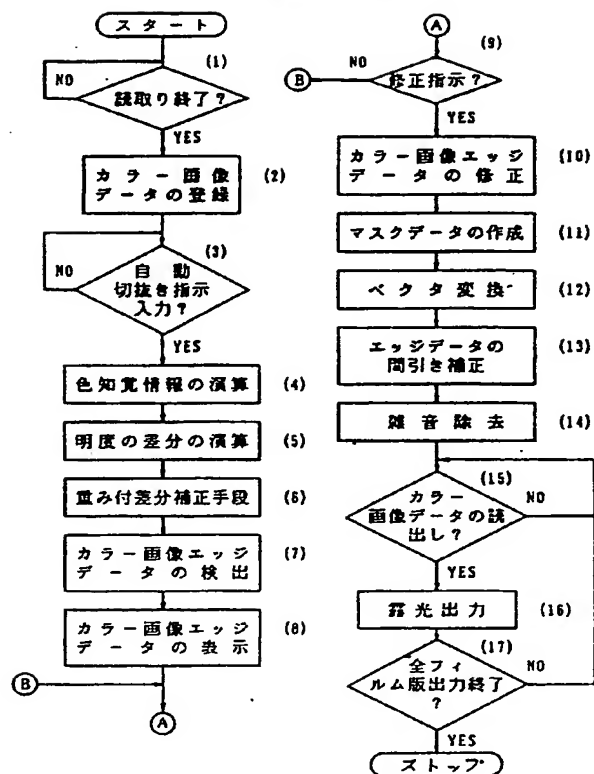 スタート
(1)
NO
読取り終了?
YES
カラー画像
データの登録
(2)
(3)
NO
自動
切抜き指示
入力?
YES
色知覚情報の演算
(4)
明度の差分の演算
(5)
重み付差分補正手段
(6)
カラー画像エッジ
データの検出
(7)
カラー画像エッジ
データの表示
(8)
B
A
A
(9)
NO
B
修正指示?
YES
カラー画像エッジ
データの修正
(10)
マスクデータの作成
(11)
ベクタ変換
(12)
エッジデータの
間引き補正
(13)
雑音除去
(14)
(15)
カラー
画像データの読
出し?
NO
YES
露光出力
(16)
(17)
全フィ
ルム版出力終了
?
NO
YES
ストップ